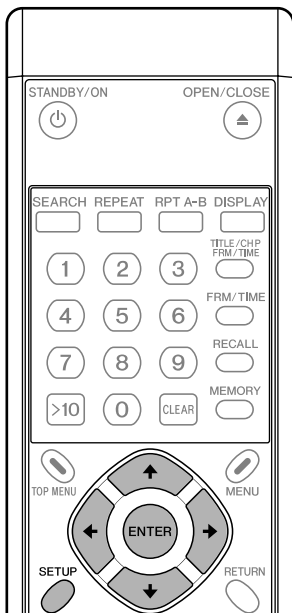 STANDBY/ON OPEN/CLOSE
SEARCH REPEAT RPT A-B DISPLAY
TITLE/CHP
FRM/TIME
1 2 3
FRM/TIME
4 5 6
RECALL
7 8 9
MEMORY
>10 0 CLEAR
TOP MENU MENU
ENTER
SETUP RETURN